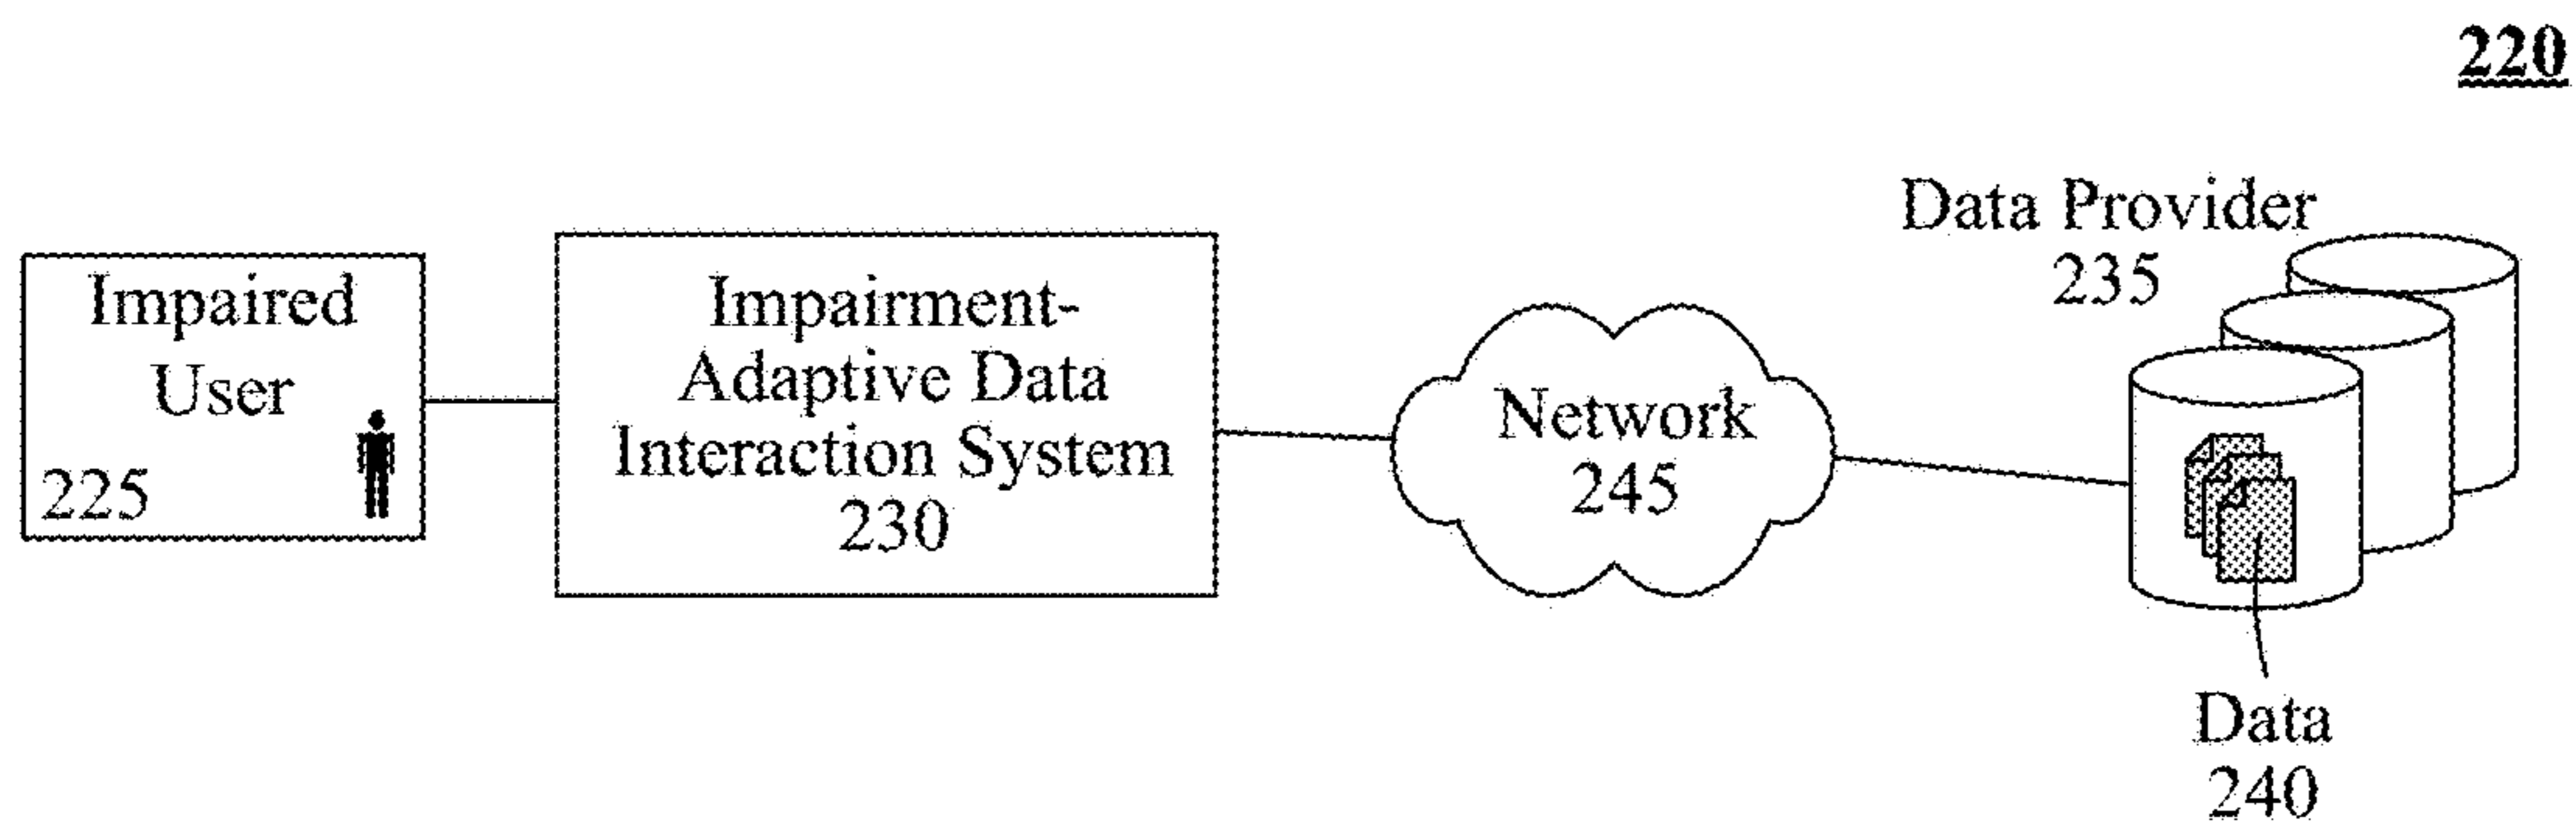 220
Impaired
User
225
Impairment-
Adaptive Data
Interaction System
230
Network
245
Data Provider
235
Data
240